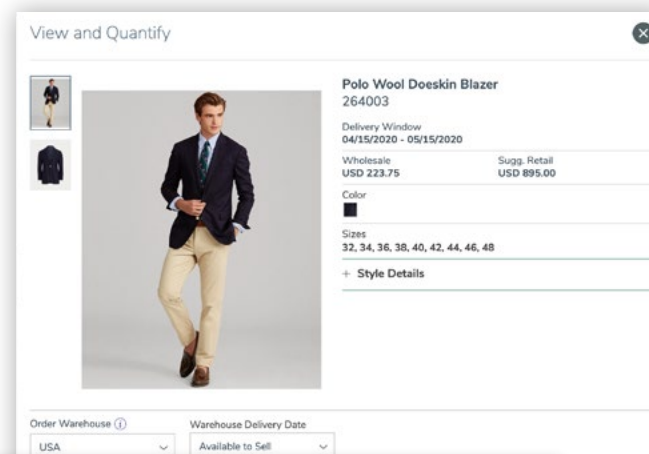 View and Quantify
Polo Wool Doeskin Blazer
264003
Delivery Window
04/15/2020 - 05/15/2020
Wholesale Sugg. Retail
USD 223.75 USD 895.00
Color
Sizes
32, 34, 36, 38, 40, 42, 44, 46, 48
+ Style Details
Order Warehouse Warehouse Delivery Date
USA Available to Sell